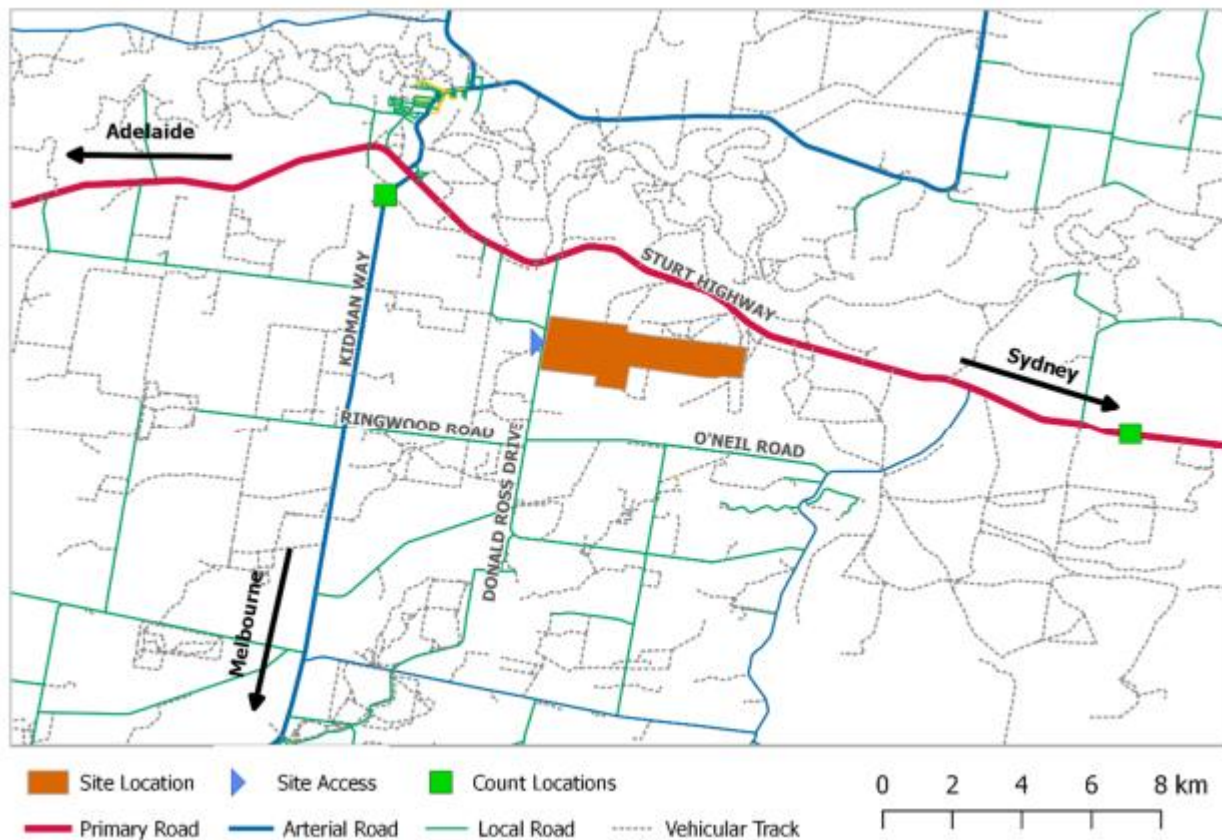 Adelaide
STURT HIGHWAY
KIDMAN WAY
Sydney
RINGWOOD ROAD
O'NEIL ROAD
DONALD ROSS DRIVE
Melbourne
Site Location
Site Access
Count Locations
0 2 4 6 8 km
Primary Road
Arterial Road
Local Road
Vehicular Track